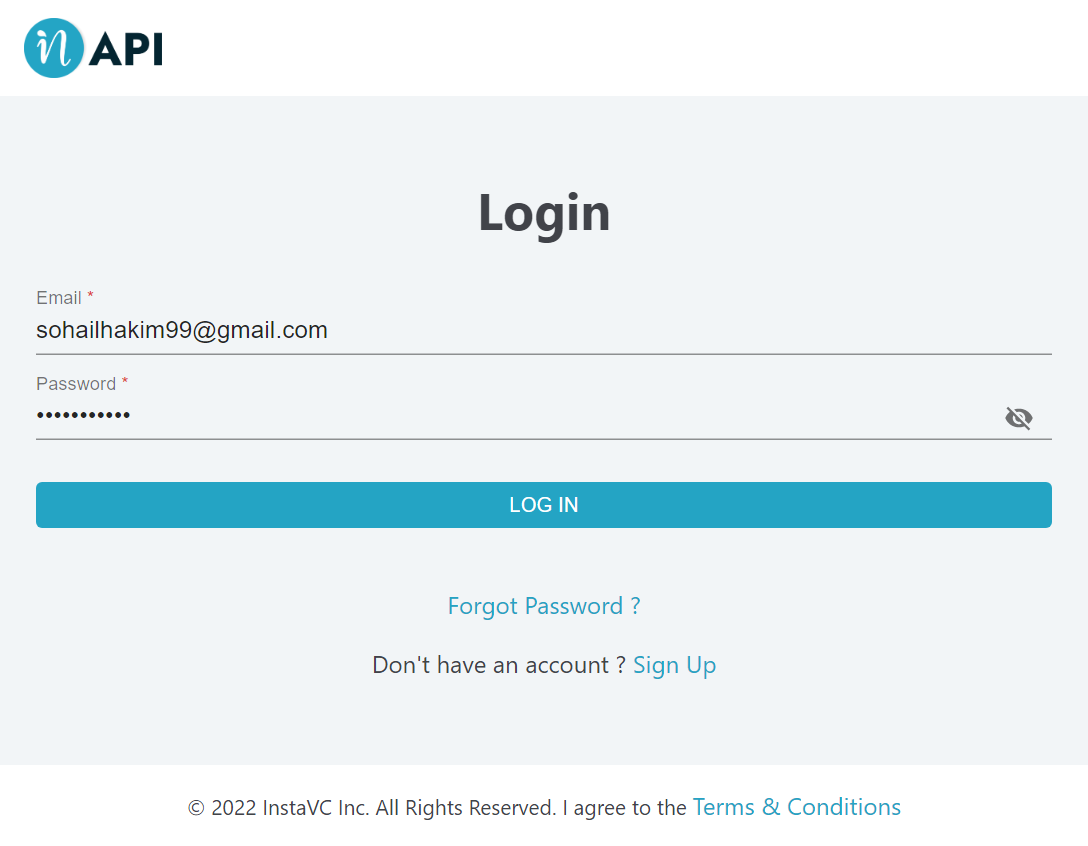 in API
Login
Email *
sohailhakim99@gmail.com
Password *
•••••••••••
LOG IN
Forgot Password ?
Don't have an account ? Sign Up
© 2022 InstaVC Inc. All Rights Reserved. I agree to the Terms & Conditions